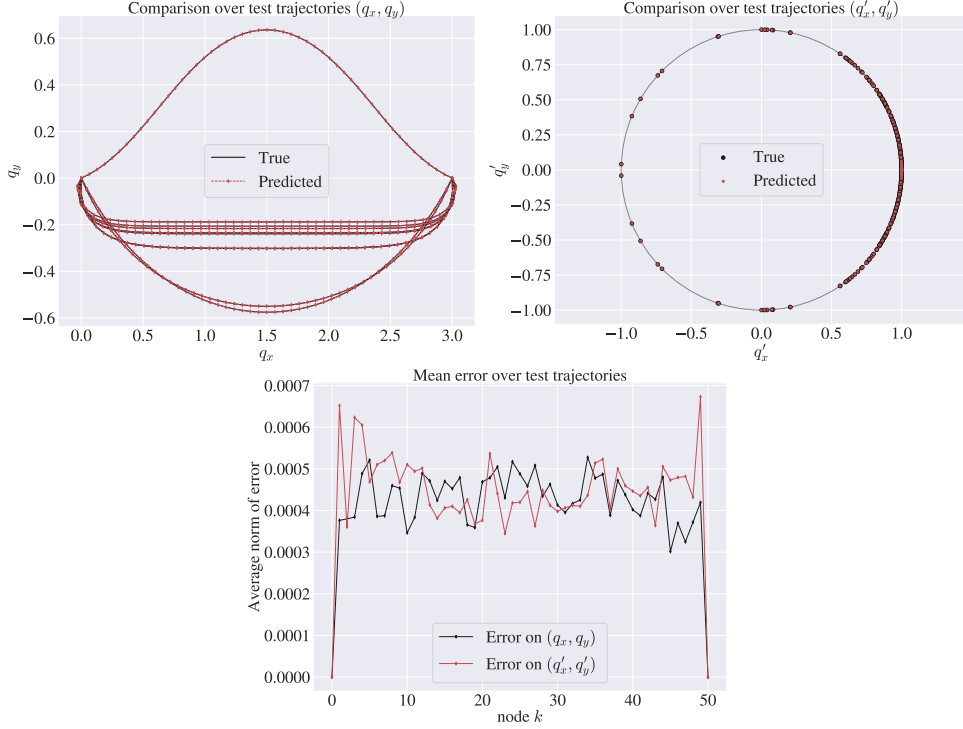 Comparison over test trajectories (q_x, q_y)
0.6
0.4
0.2
0.0
−0.2
−0.4
−0.6
q_y
True
Predicted
0.0
0.5
1.0
1.5
2.0
2.5
3.0
q_x
Comparison over test trajectories (q′_x, q′_y)
1.00
0.75
0.50
0.25
0.00
−0.25
−0.50
−0.75
−1.00
q′_y
True
Predicted
−1.0
−0.5
0.0
0.5
1.0
q′_x
Mean error over test trajectories
0.0007
0.0006
0.0005
0.0004
0.0003
0.0002
0.0001
0.0000
Average norm of error
Error on (q_x, q_y)
Error on (q′_x, q′_y)
0
10
20
30
40
50
node k